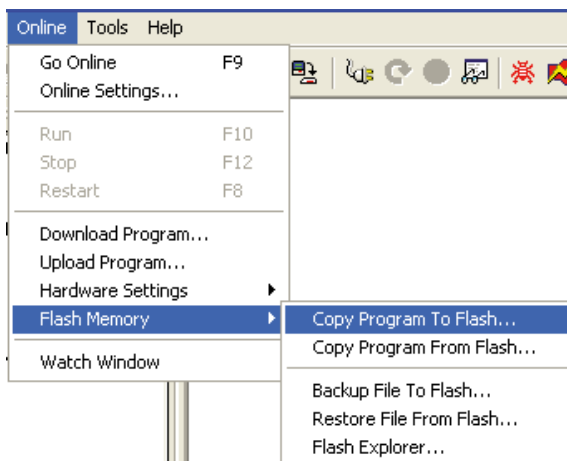 Online Tools Help
Go Online F9
Online Settings...
Run F10
Stop F12
Restart F8
Download Program...
Upload Program...
Hardware Settings
Flash Memory
Watch Window
Copy Program To Flash...
Copy Program From Flash...
Backup File To Flash...
Restore File From Flash...
Flash Explorer...